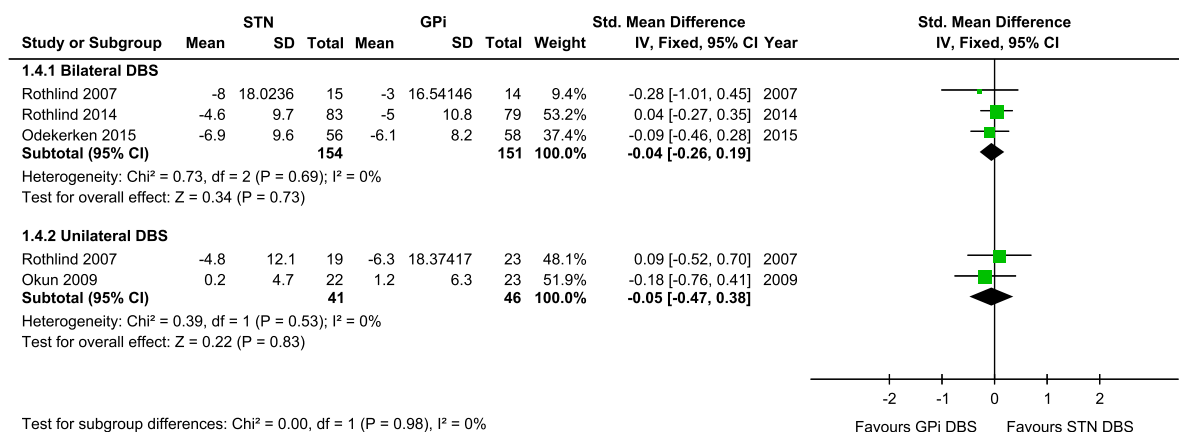 STN GPi Std. Mean Difference Std. Mean Difference
Study or Subgroup Mean SD Total Mean SD Total Weight IV, Fixed, 95% CI Year IV, Fixed, 95% CI
1.4.1 Bilateral DBS
Rothlind 2007 -8 18.0236 15 -3 16.54146 14 9.4% -0.28 [-1.01, 0.45] 2007
Rothlind 2014 -4.6 9.7 83 -5 10.8 79 53.2% 0.04 [-0.27, 0.35] 2014
Odekerken 2015 -6.9 9.6 56 -6.1 8.2 58 37.4% -0.09 [-0.46, 0.28] 2015
Subtotal (95% CI) 154 151 100.0% -0.04 [-0.26, 0.19]
Heterogeneity: Chi² = 0.73, df = 2 (P = 0.69); I² = 0%
Test for overall effect: Z = 0.34 (P = 0.73)
1.4.2 Unilateral DBS
Rothlind 2007 -4.8 12.1 19 -6.3 18.37417 23 48.1% 0.09 [-0.52, 0.70] 2007
Okun 2009 0.2 4.7 22 1.2 6.3 23 51.9% -0.18 [-0.76, 0.41] 2009
Subtotal (95% CI) 41 46 100.0% -0.05 [-0.47, 0.38]
Heterogeneity: Chi² = 0.39, df = 1 (P = 0.53); I² = 0%
Test for overall effect: Z = 0.22 (P = 0.83)
-2 -1 0 1 2
Test for subgroup differences: Chi² = 0.00, df = 1 (P = 0.98), I² = 0%
Favours GPi DBS Favours STN DBS